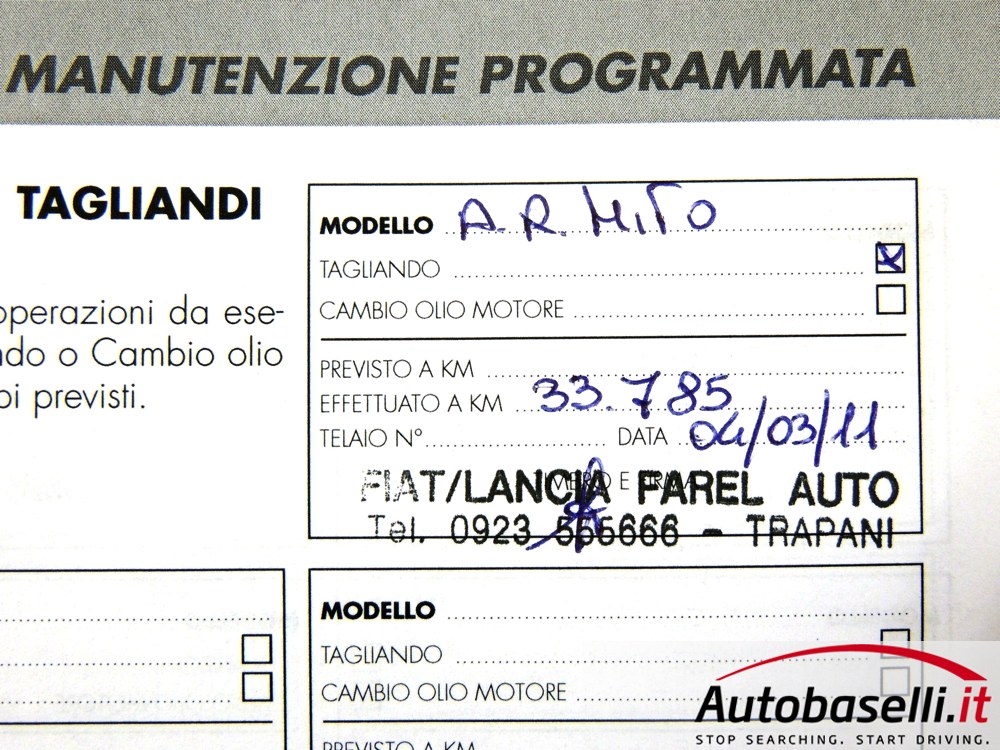 MANUTENZIONE PROGRAMMATA
TAGLIANDI
operazioni da ese-
ndo o Cambio olio
pi previsti.
MODELLO A.R. MiTO
TAGLIANDO
CAMBIO OLIO MOTORE
PREVISTO A KM
EFFETTUATO A KM 33.785
TELAIO N° DATA 04/03/11
TIMBRO E FIRMA
FIAT/LANCIA FAREL AUTO
Tel. 0923 556666 - TRAPANI
MODELLO
TAGLIANDO
CAMBIO OLIO MOTORE
PREVISTO A KM
Autobaselli.it
STOP SEARCHING. START DRIVING.